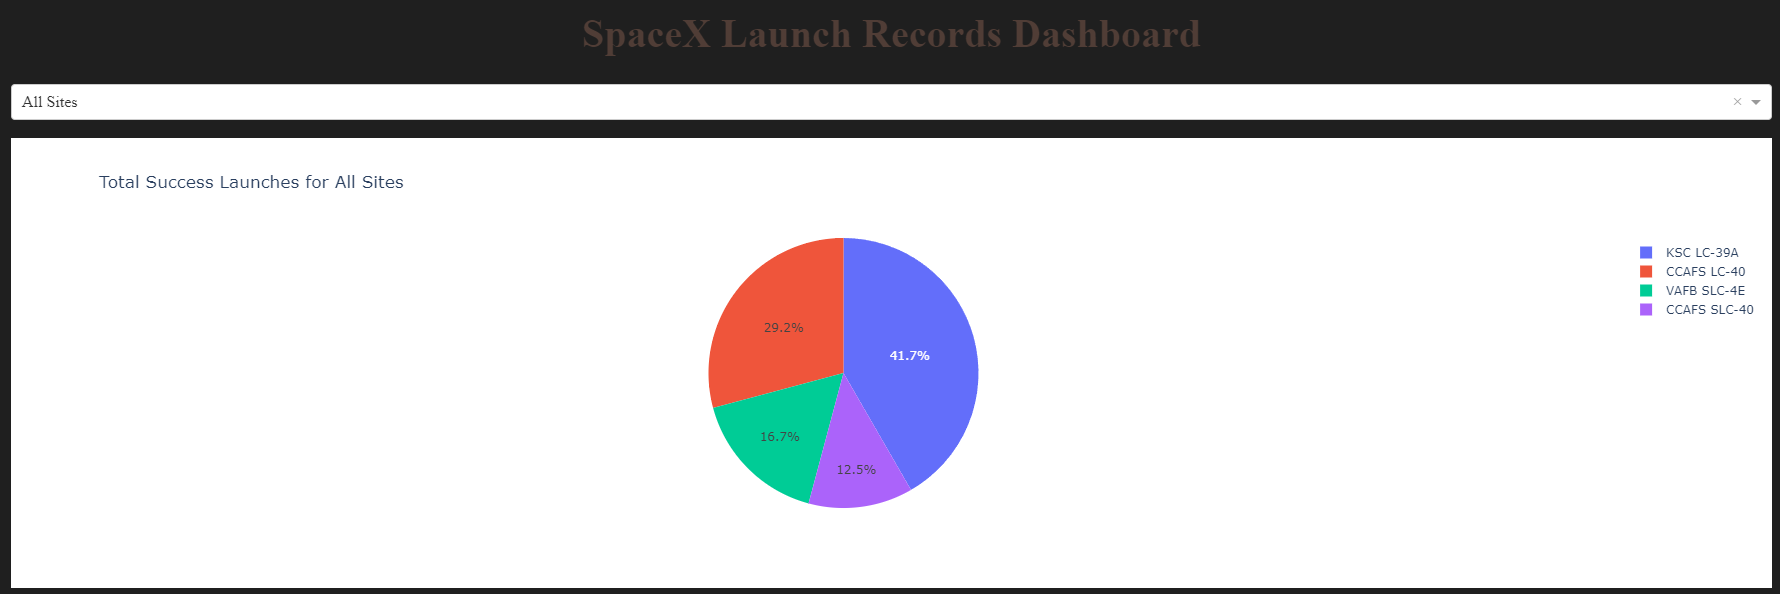 SpaceX Launch Records Dashboard
All Sites
×
Total Success Launches for All Sites
KSC LC-39A
CCAFS LC-40
VAFB SLC-4E
CCAFS SLC-40
29.2%
41.7%
16.7%
12.5%